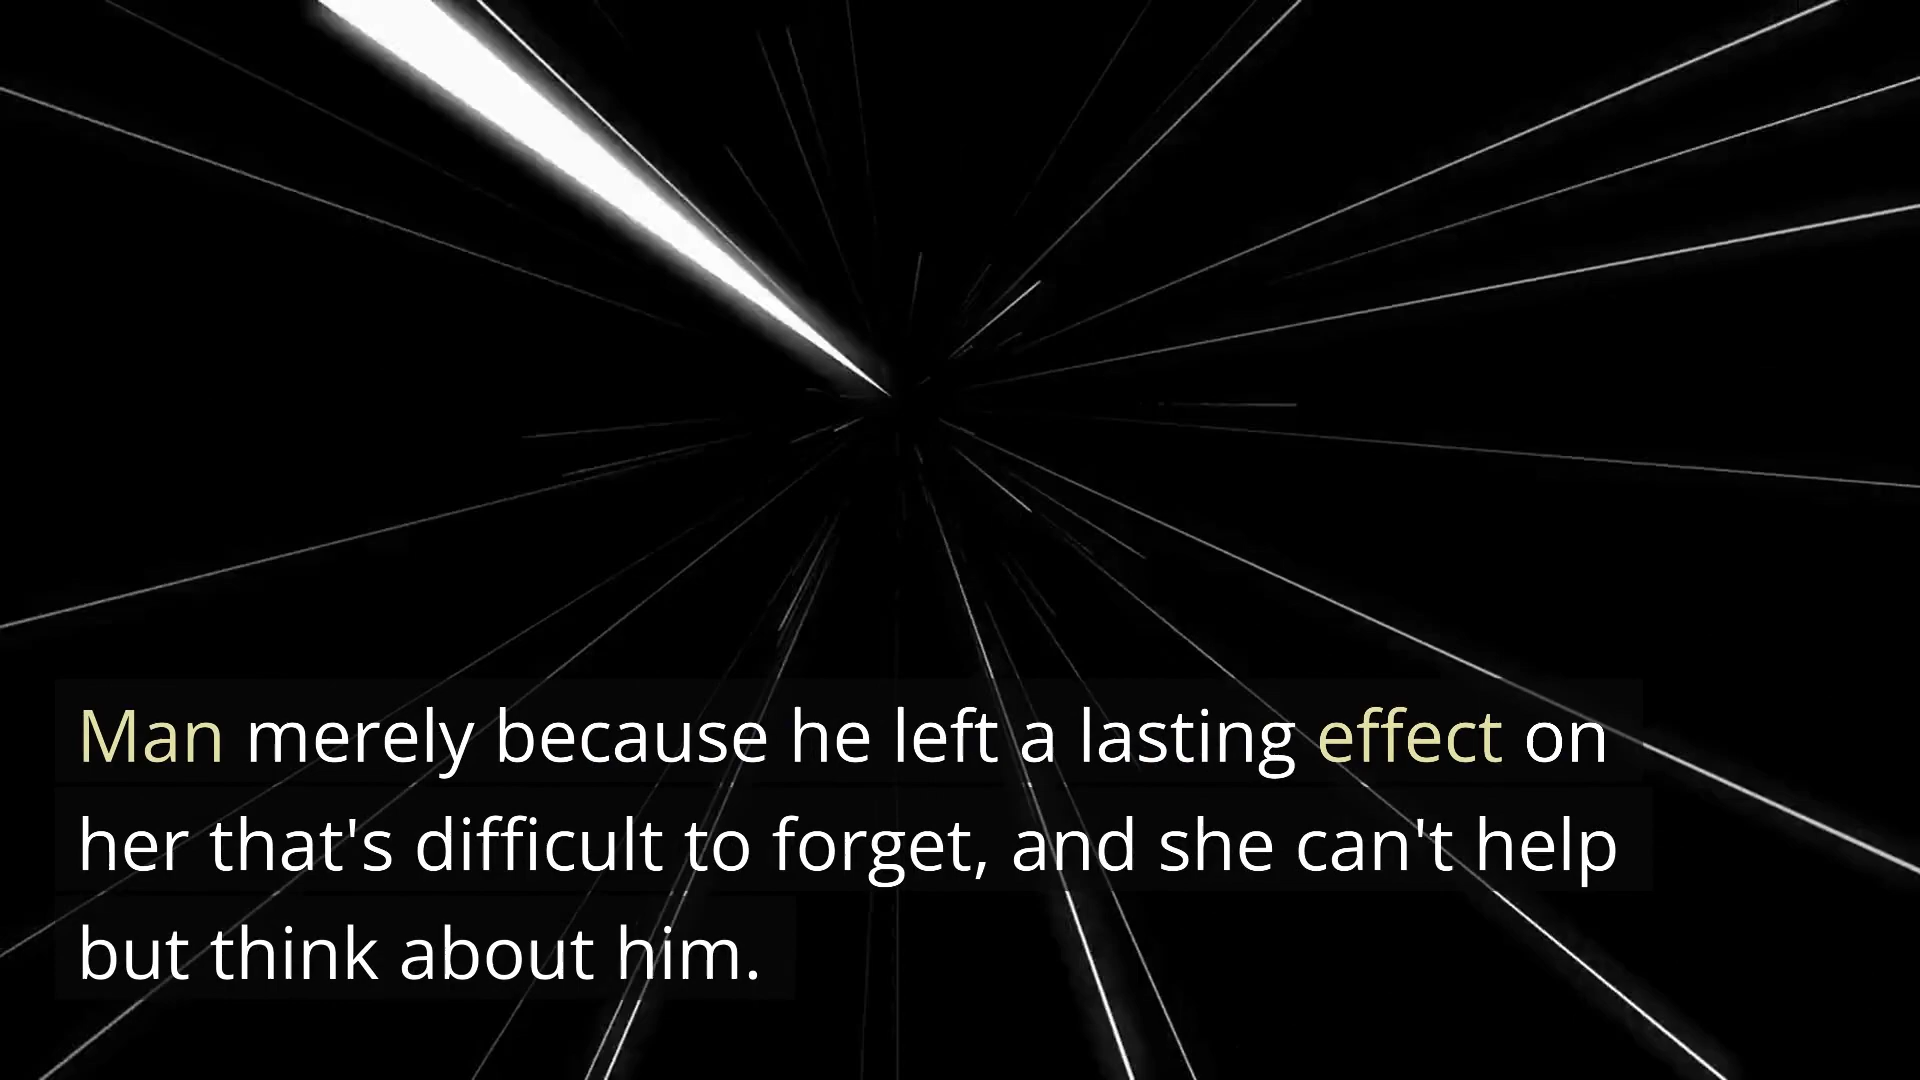 Man merely because he left a lasting effect on
her that's difficult to forget, and she can't help
but think about him.